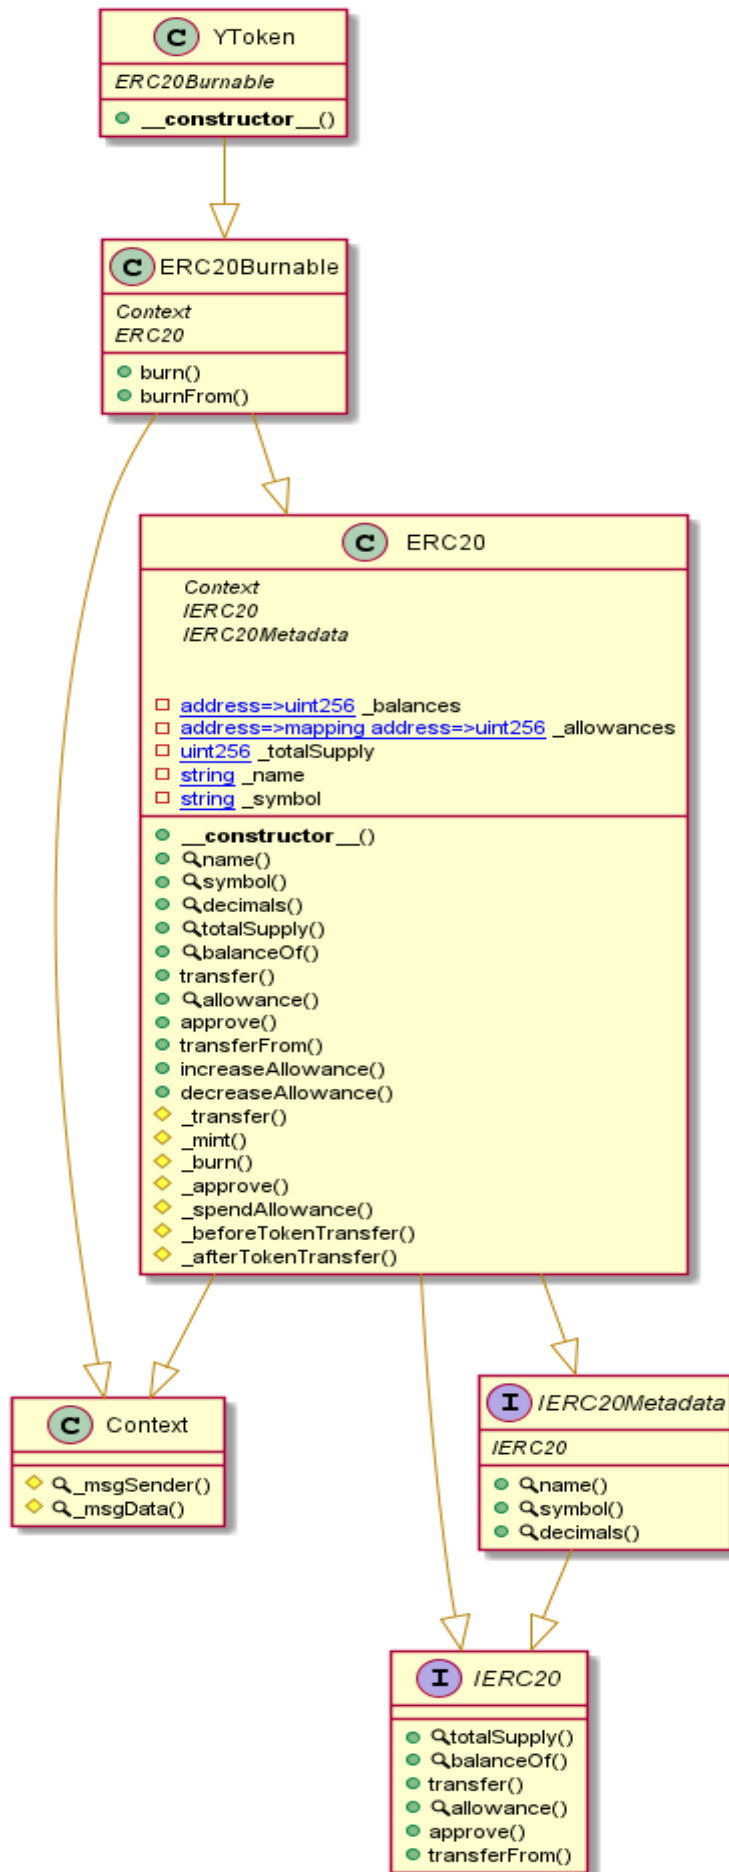 C YToken
ERC20Burnable
__constructor__()
C ERC20Burnable
Context
ERC20
burn()
burnFrom()
C ERC20
Context
IERC20
IERC20Metadata
address=>uint256 _balances
address=>mapping address=>uint256 _allowances
uint256 _totalSupply
string _name
string _symbol
__constructor__()
name()
symbol()
decimals()
totalSupply()
balanceOf()
transfer()
allowance()
approve()
transferFrom()
increaseAllowance()
decreaseAllowance()
_transfer()
_mint()
_burn()
_approve()
_spendAllowance()
_beforeTokenTransfer()
_afterTokenTransfer()
C Context
_msgSender()
_msgData()
I IERC20Metadata
IERC20
name()
symbol()
decimals()
I IERC20
totalSupply()
balanceOf()
transfer()
allowance()
approve()
transferFrom()